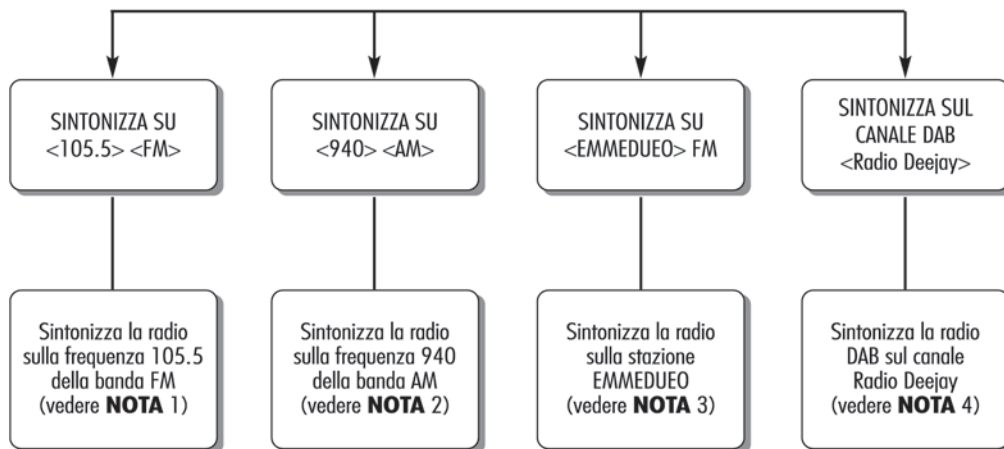 SINTONIZZA SU
<105.5> <FM>
SINTONIZZA SU
<940> <AM>
SINTONIZZA SU
<EMMEDUEO> FM
SINTONIZZA SUL
CANALE DAB
<Radio Deejay>
Sintonizza la radio
sulla frequenza 105.5
della banda FM
(vedere NOTA 1)
Sintonizza la radio
sulla frequenza 940
della banda AM
(vedere NOTA 2)
Sintonizza la radio
sulla stazione
EMMEDUEO
(vedere NOTA 3)
Sintonizza la radio
DAB sul canale
Radio Deejay
(vedere NOTA 4)